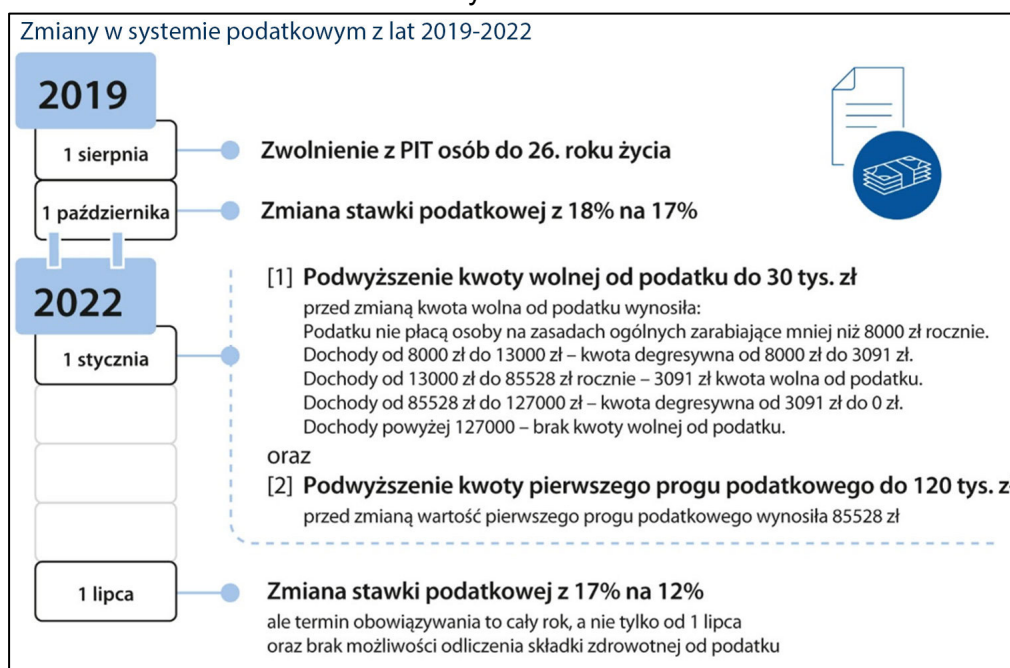 Zmiany w systemie podatkowym z lat 2019-2022
2019
1 sierpnia
Zwolnienie z PIT osób do 26. roku życia
1 października
Zmiana stawki podatkowej z 18% na 17%
2022
1 stycznia
[1] Podwyższenie kwoty wolnej od podatku do 30 tys. zł
przed zmianą kwota wolna od podatku wynosiła:
Podatku nie płacą osoby na zasadach ogólnych zarabiające mniej niż 8000 zł rocznie.
Dochody od 8000 zł do 13000 zł – kwota degresywna od 8000 zł do 3091 zł.
Dochody od 13000 zł do 85528 zł rocznie – 3091 zł kwota wolna od podatku.
Dochody od 85528 zł do 127000 zł – kwota degresywna od 3091 zł do 0 zł.
Dochody powyżej 127000 – brak kwoty wolnej od podatku.
oraz
[2] Podwyższenie kwoty pierwszego progu podatkowego do 120 tys. z
przed zmianą wartość pierwszego progu podatkowego wynosiła 85528 zł
1 lipca
Zmiana stawki podatkowej z 17% na 12%
ale termin obowiązywania to cały rok, a nie tylko od 1 lipca
oraz brak możliwości odliczenia składki zdrowotnej od podatku